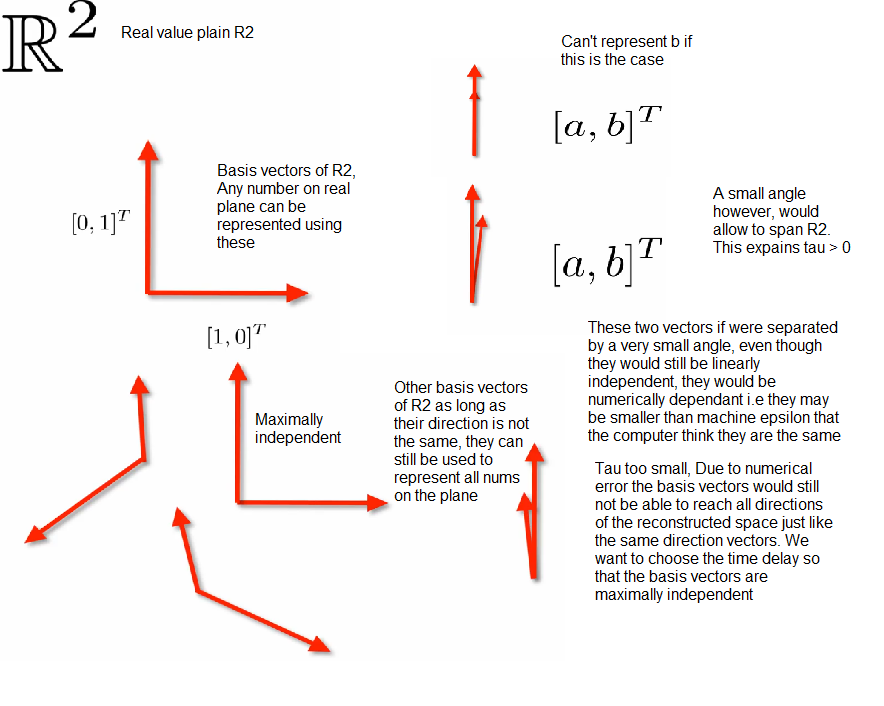 ℝ²
Real value plain R2
Can't represent b if
this is the case
[a, b]ᵀ
Basis vectors of R2,
Any number on real
plane can be
represented using
these
[0, 1]ᵀ
[1, 0]ᵀ
A small angle
however, would
allow to span R2.
This expains tau > 0
[a, b]ᵀ
These two vectors if were separated
by a very small angle, even though
they would still be linearly
independent, they would be
numerically dependant i.e they may
be smaller than machine epsilon that
the computer think they are the same
Maximally
independent
Other basis vectors
of R2 as long as
their direction is not
the same, they can
still be used to
represent all nums
on the plane
Tau too small, Due to numerical
error the basis vectors would still
not be able to reach all directions
of the reconstructed space just like
the same direction vectors. We
want to choose the time delay so
that the basis vectors are
maximally independent